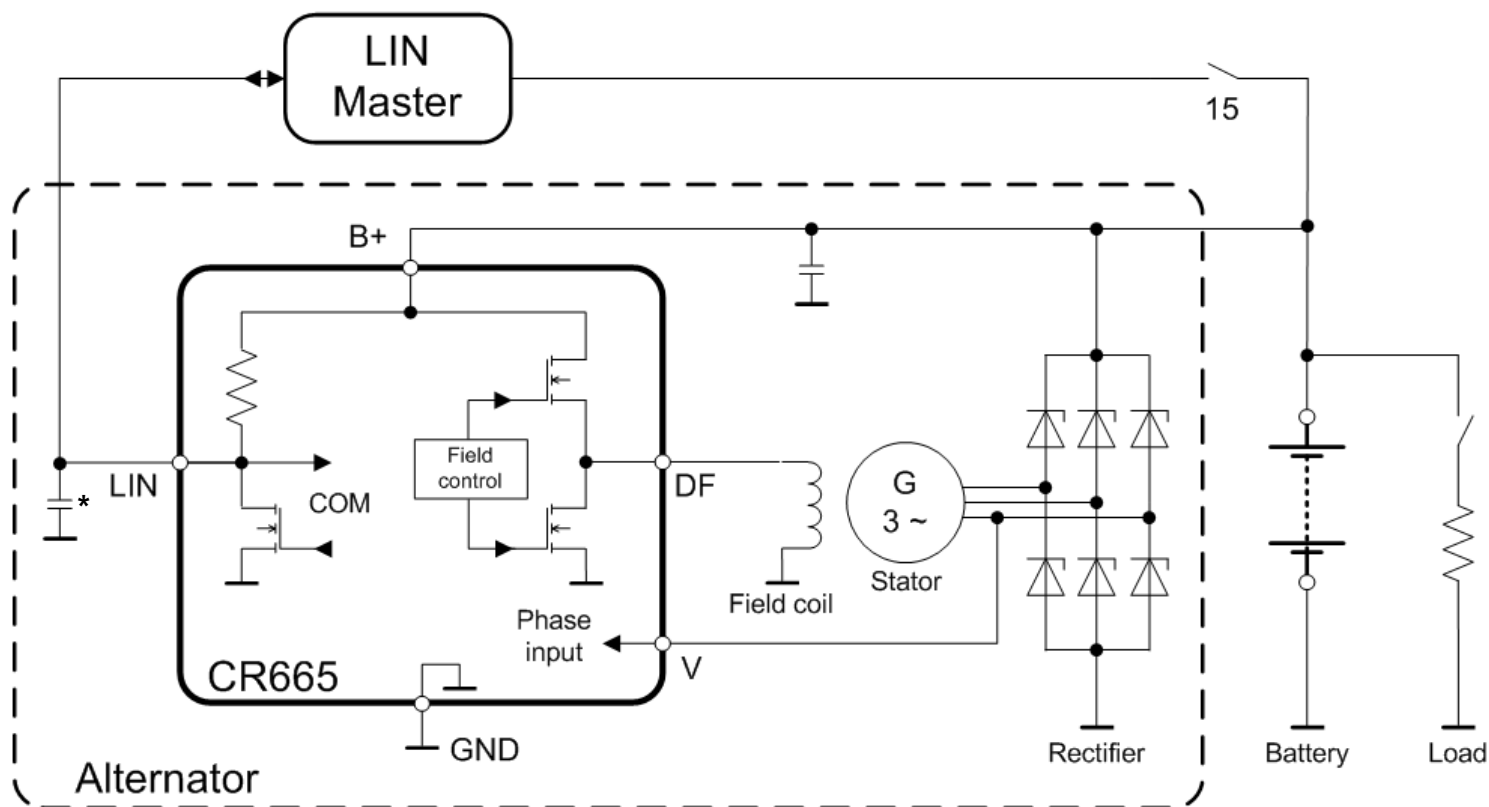 LIN
Master
15
B+
LIN
*
COM
Field
control
DF
Field coil
G
3 ~
Stator
Phase
input
V
CR665
GND
Alternator
Rectifier
Battery
Load